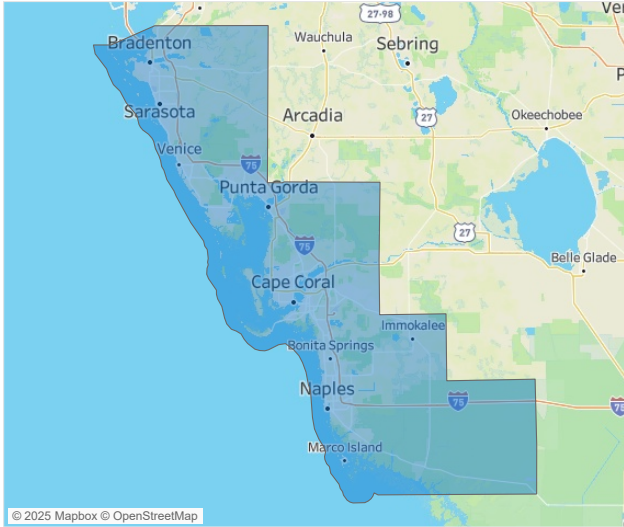 27-98
Ver
Bradenton
Wauchula
Sebring
P
Sarasota
Arcadia
27
Okeechobee
Venice
75
Punta Gorda
75
27
Belle Glade
Cape Coral
Immokalee
Bonita Springs
Naples
75
75
Marco Island
© 2025 Mapbox © OpenStreetMap